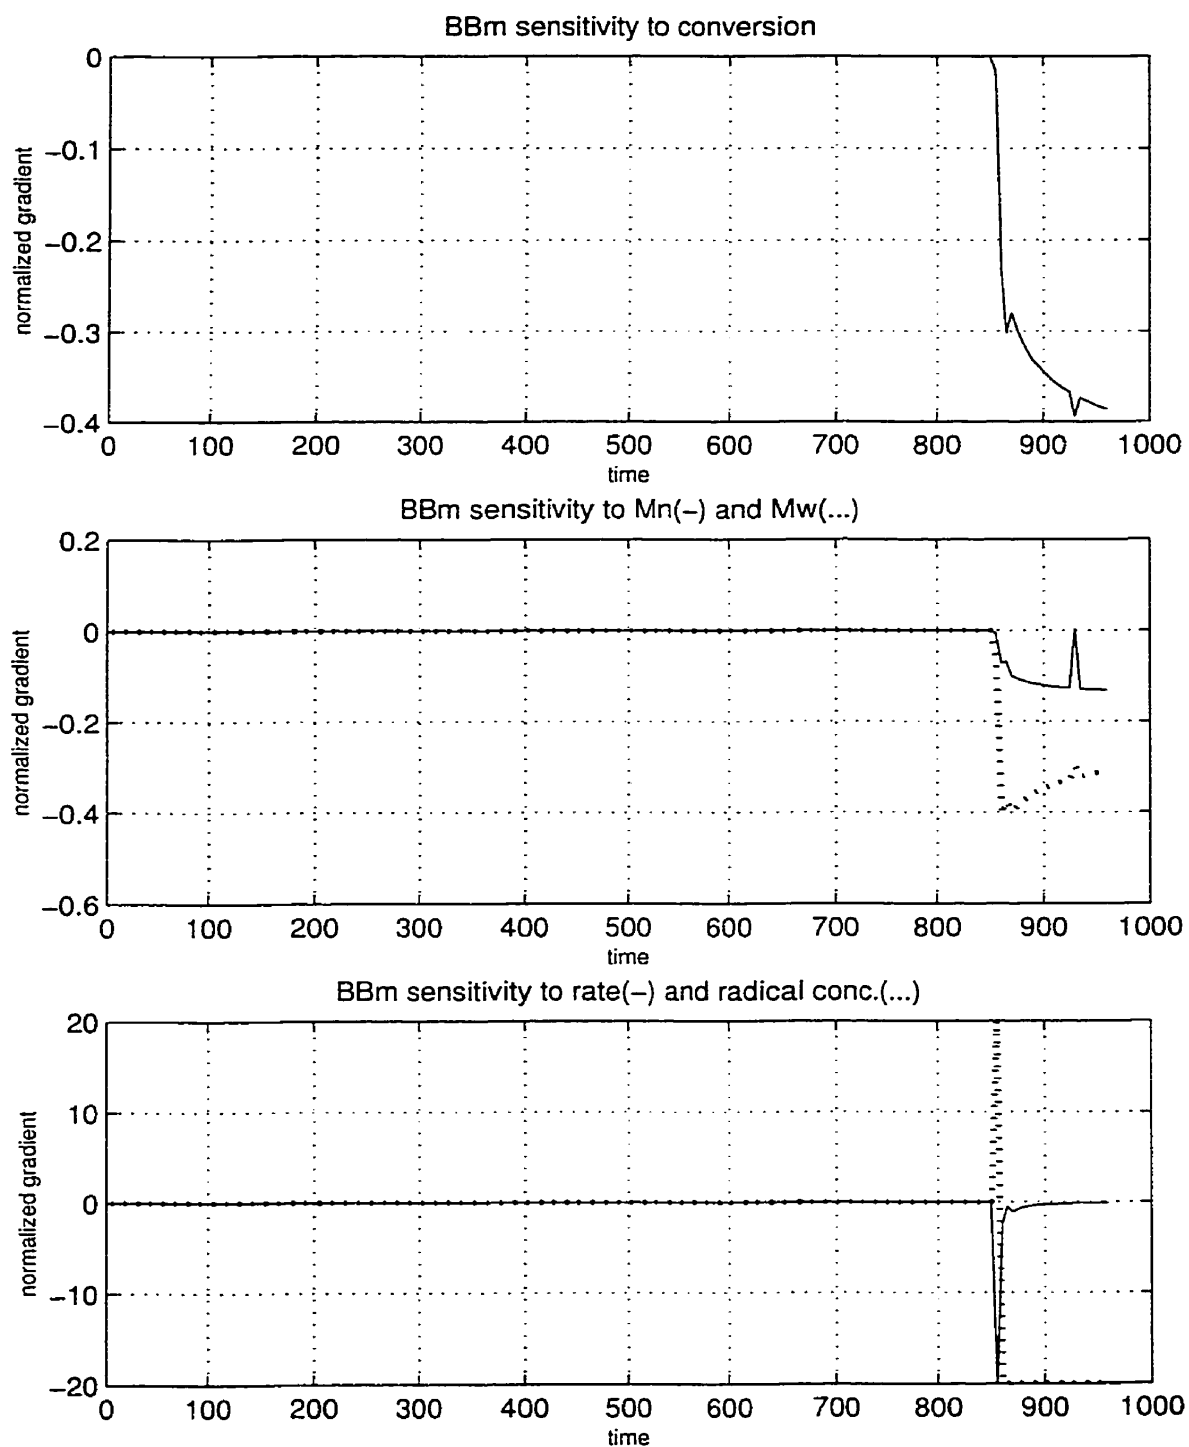 BBm sensitivity to conversion
0
−0.1
−0.2
−0.3
−0.4
normalized gradient
0 100 200 300 400 500 600 700 800 900 1000
time
BBm sensitivity to Mn(−) and Mw(...)
0.2
0
−0.2
−0.4
−0.6
normalized gradient
0 100 200 300 400 500 600 700 800 900 1000
time
BBm sensitivity to rate(−) and radical conc.(...)
20
10
0
−10
−20
normalized gradient
0 100 200 300 400 500 600 700 800 900 1000
time